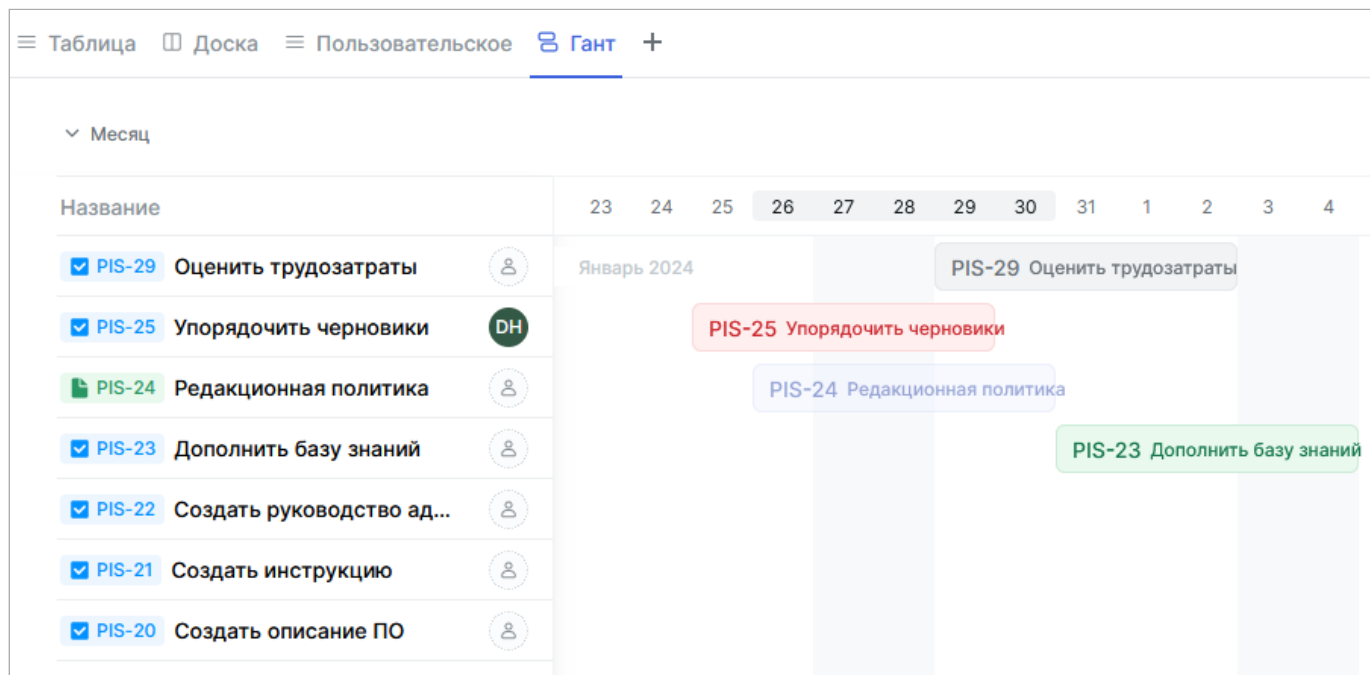 Таблица Доска Пользовательское Гант +
Месяц
Название 23 24 25 26 27 28 29 30 31 1 2 3 4
PIS-29 Оценить трудозатраты Январь 2024 PIS-29 Оценить трудозатраты
PIS-25 Упорядочить черновики DH PIS-25 Упорядочить черновики
PIS-24 Редакционная политика PIS-24 Редакционная политика
PIS-23 Дополнить базу знаний PIS-23 Дополнить базу знаний
PIS-22 Создать руководство ад...
PIS-21 Создать инструкцию
PIS-20 Создать описание ПО